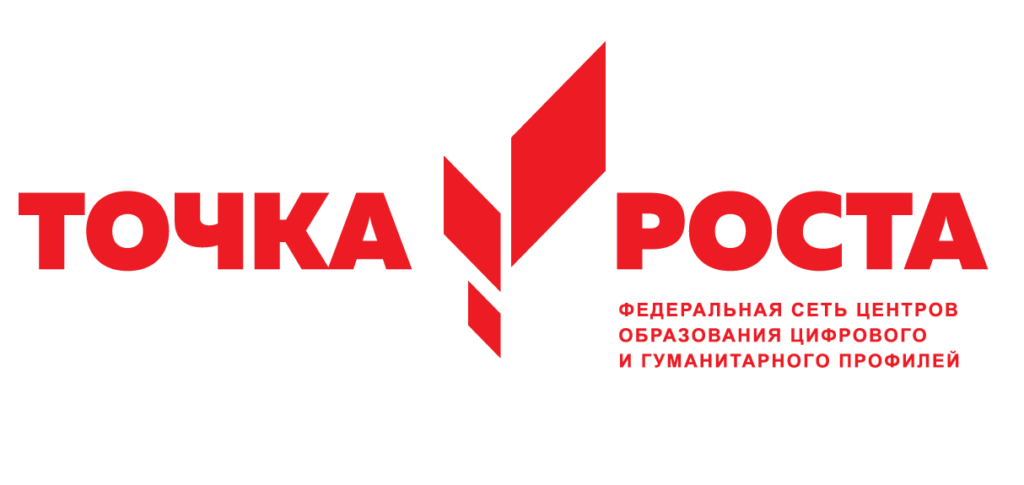 ТОЧКА РОСТА
ФЕДЕРАЛЬНАЯ СЕТЬ ЦЕНТРОВ
ОБРАЗОВАНИЯ ЦИФРОВОГО
И ГУМАНИТАРНОГО ПРОФИЛЕЙ